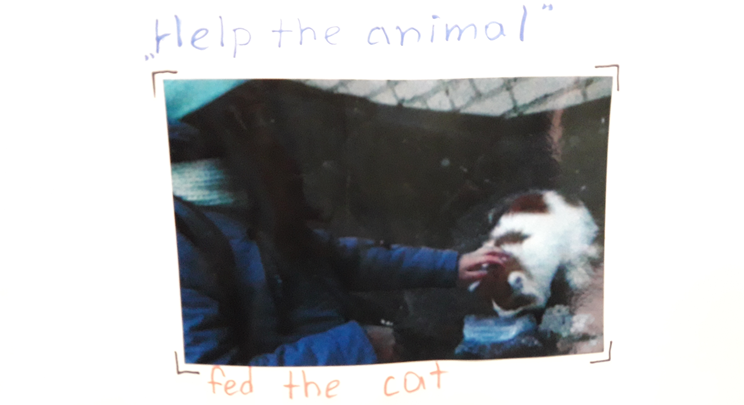 „Help the animal"
fed the cat